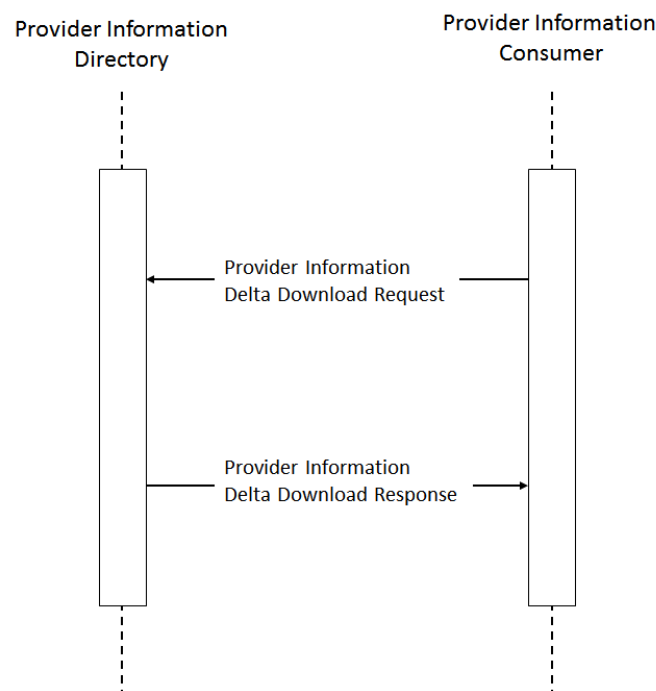 Provider Information
Directory
Provider Information
Consumer
Provider Information
Delta Download Request
Provider Information
Delta Download Response